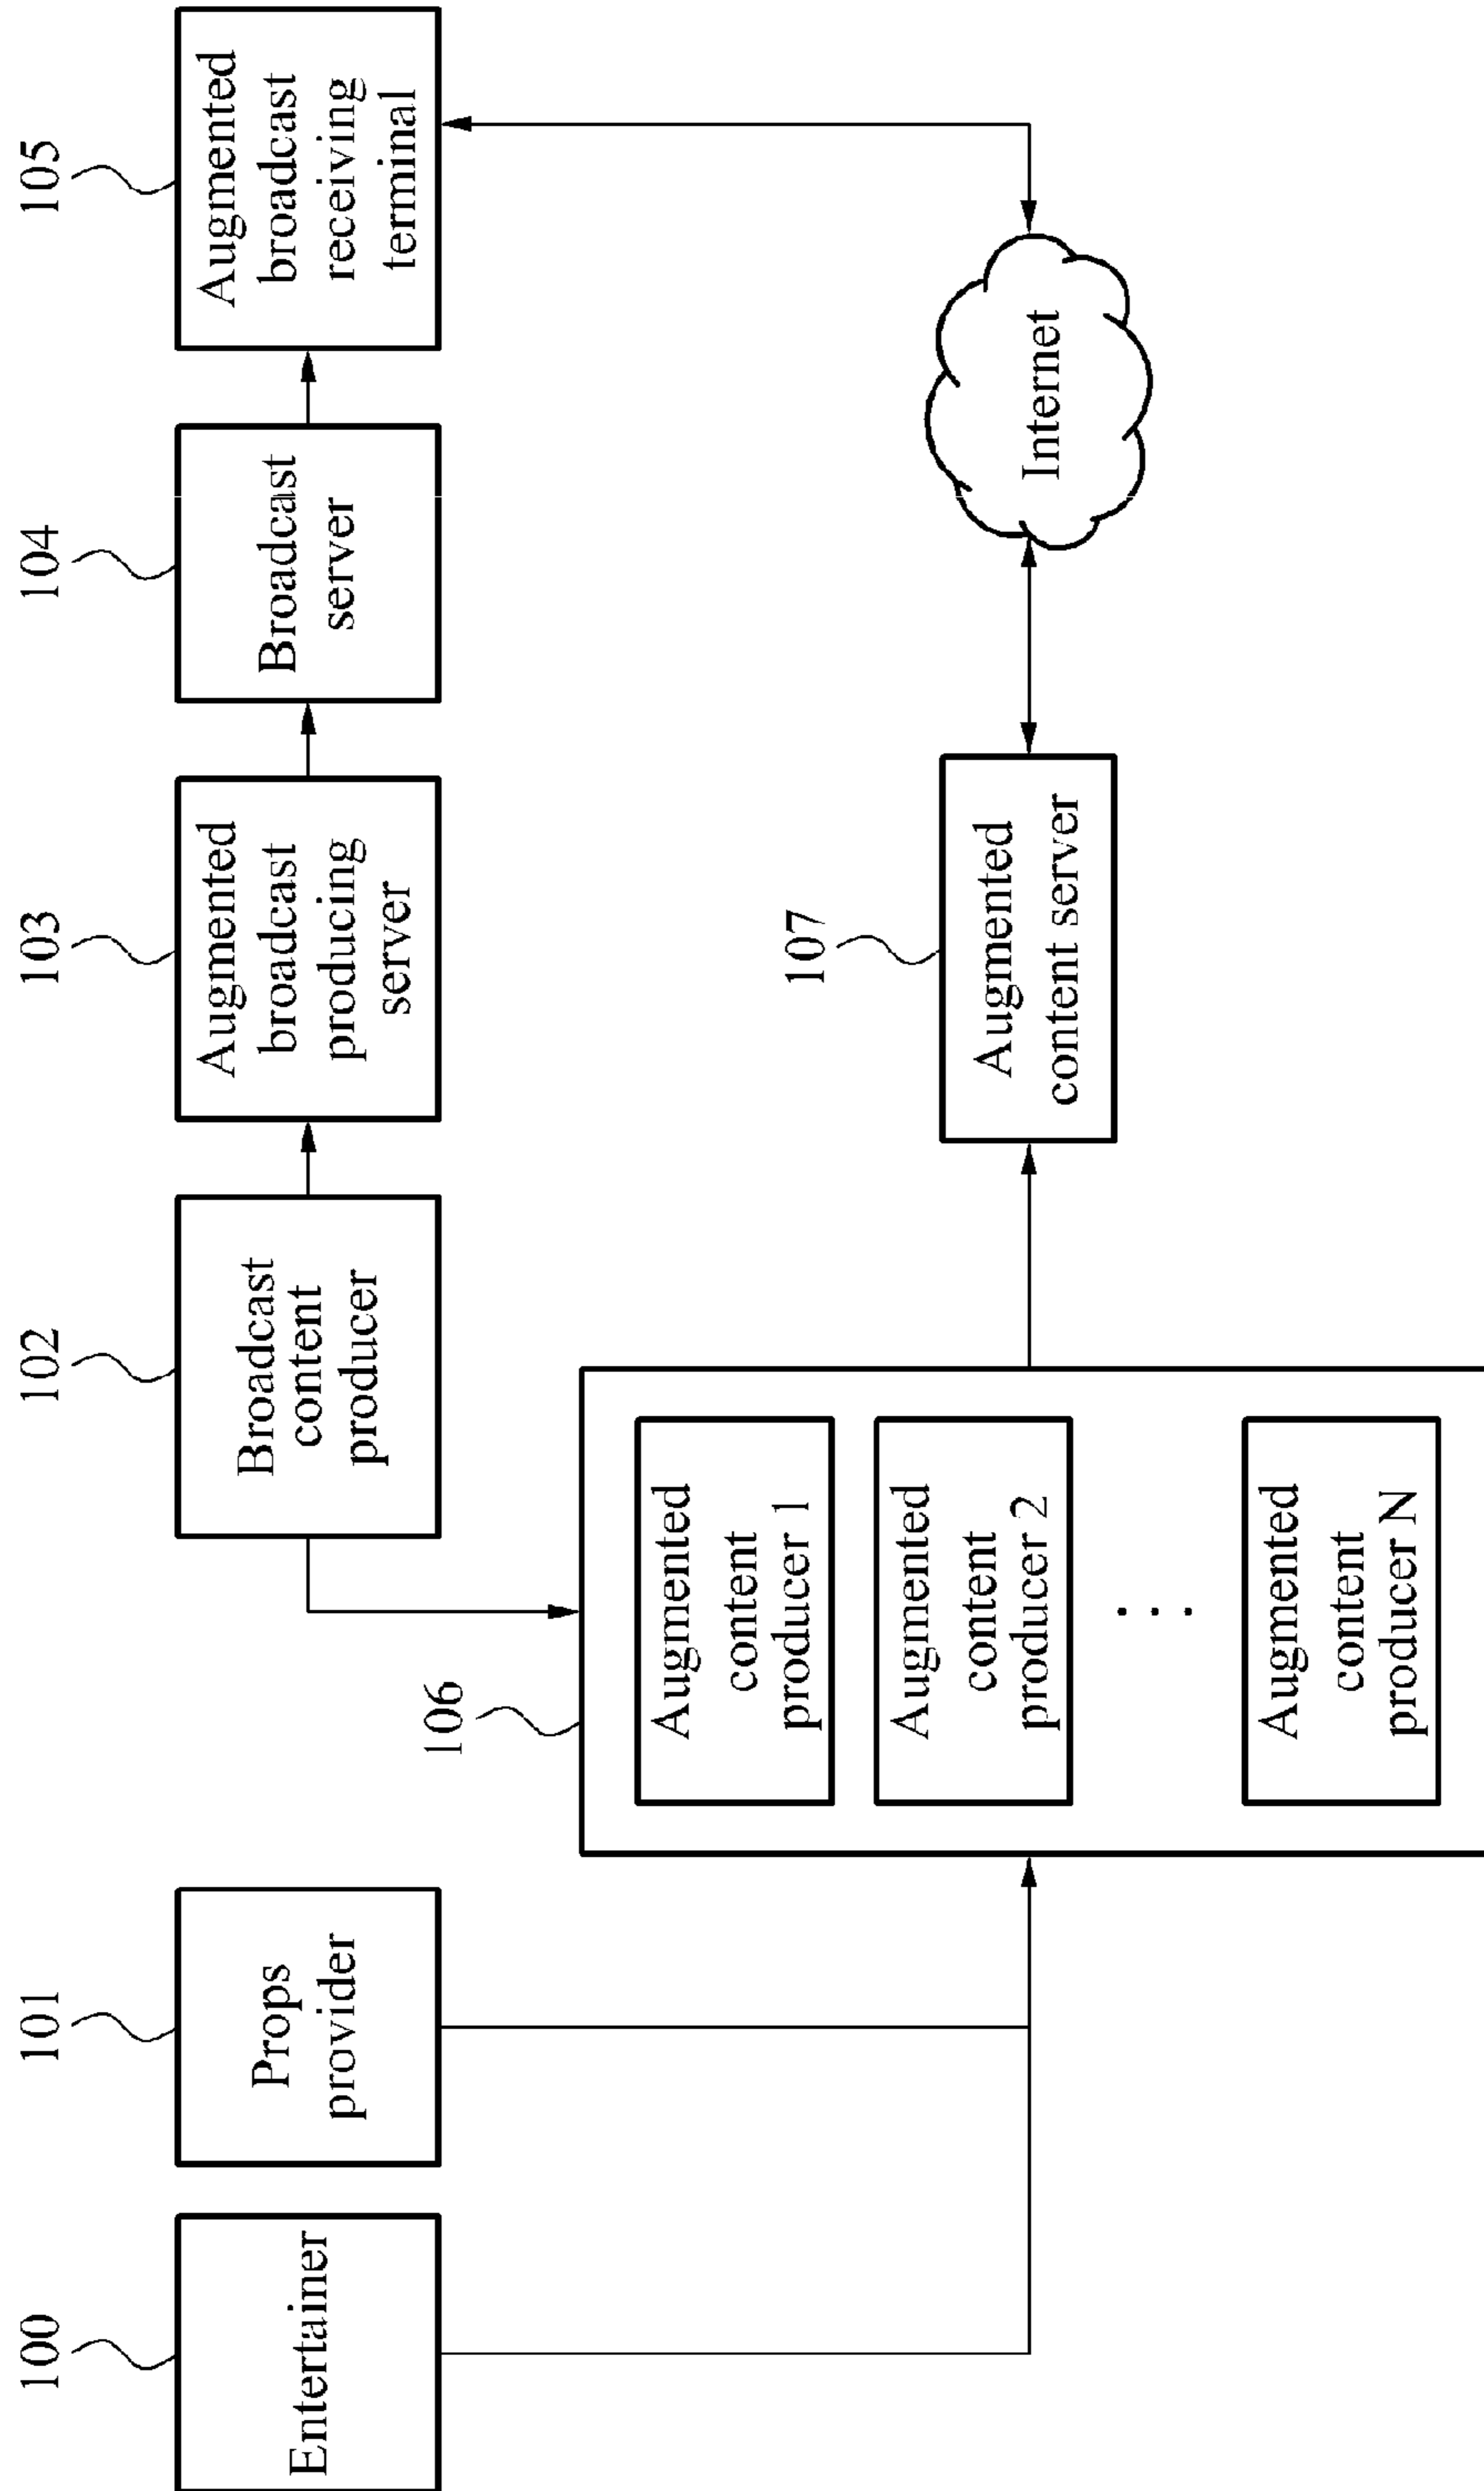 100
Entertainer
101
Props
provider
102
Broadcast
content
producer
103
Augmented
broadcast
producing
server
104
Broadcast
server
105
Augmented
broadcast
receiving
terminal
106
Augmented
content
producer 1
Augmented
content
producer 2
...
Augmented
content
producer N
107
Augmented
content server
Internet